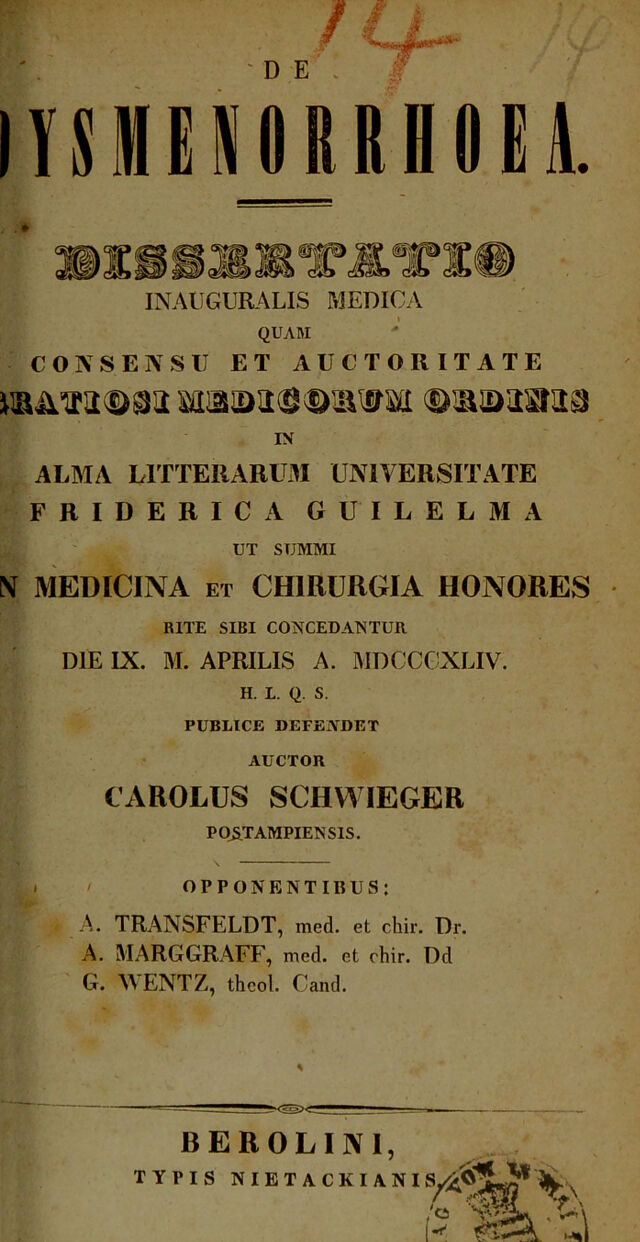 14 14
DE
DYSMENORRHOEA.
DISSERTATIO
INAUGURALIS MEDICA
QUAM
CONSENSU ET AUCTORITATE
GRATIOSI MEDICORUM ORDINIS
IN
ALMA LITTERARUM UNIVERSITATE
FRIDERICA GUILELMA
UT SUMMI
IN MEDICINA ET CHIRURGIA HONORES
RITE SIBI CONCEDANTUR
DIE IX. M. APRILIS A. MDCCCXLIV.
H. L. Q. S.
PUBLICE DEFENDET
AUCTOR
CAROLUS SCHWIEGER
POSTAMPIENSIS.
OPPONENTIBUS:
A. TRANSFELDT, med. et chir. Dr.
A. MARGGRAFF, med. et chir. Dd
G. WENTZ, theol. Cand.
BEROLINI,
TYPIS NIETACKIANIS